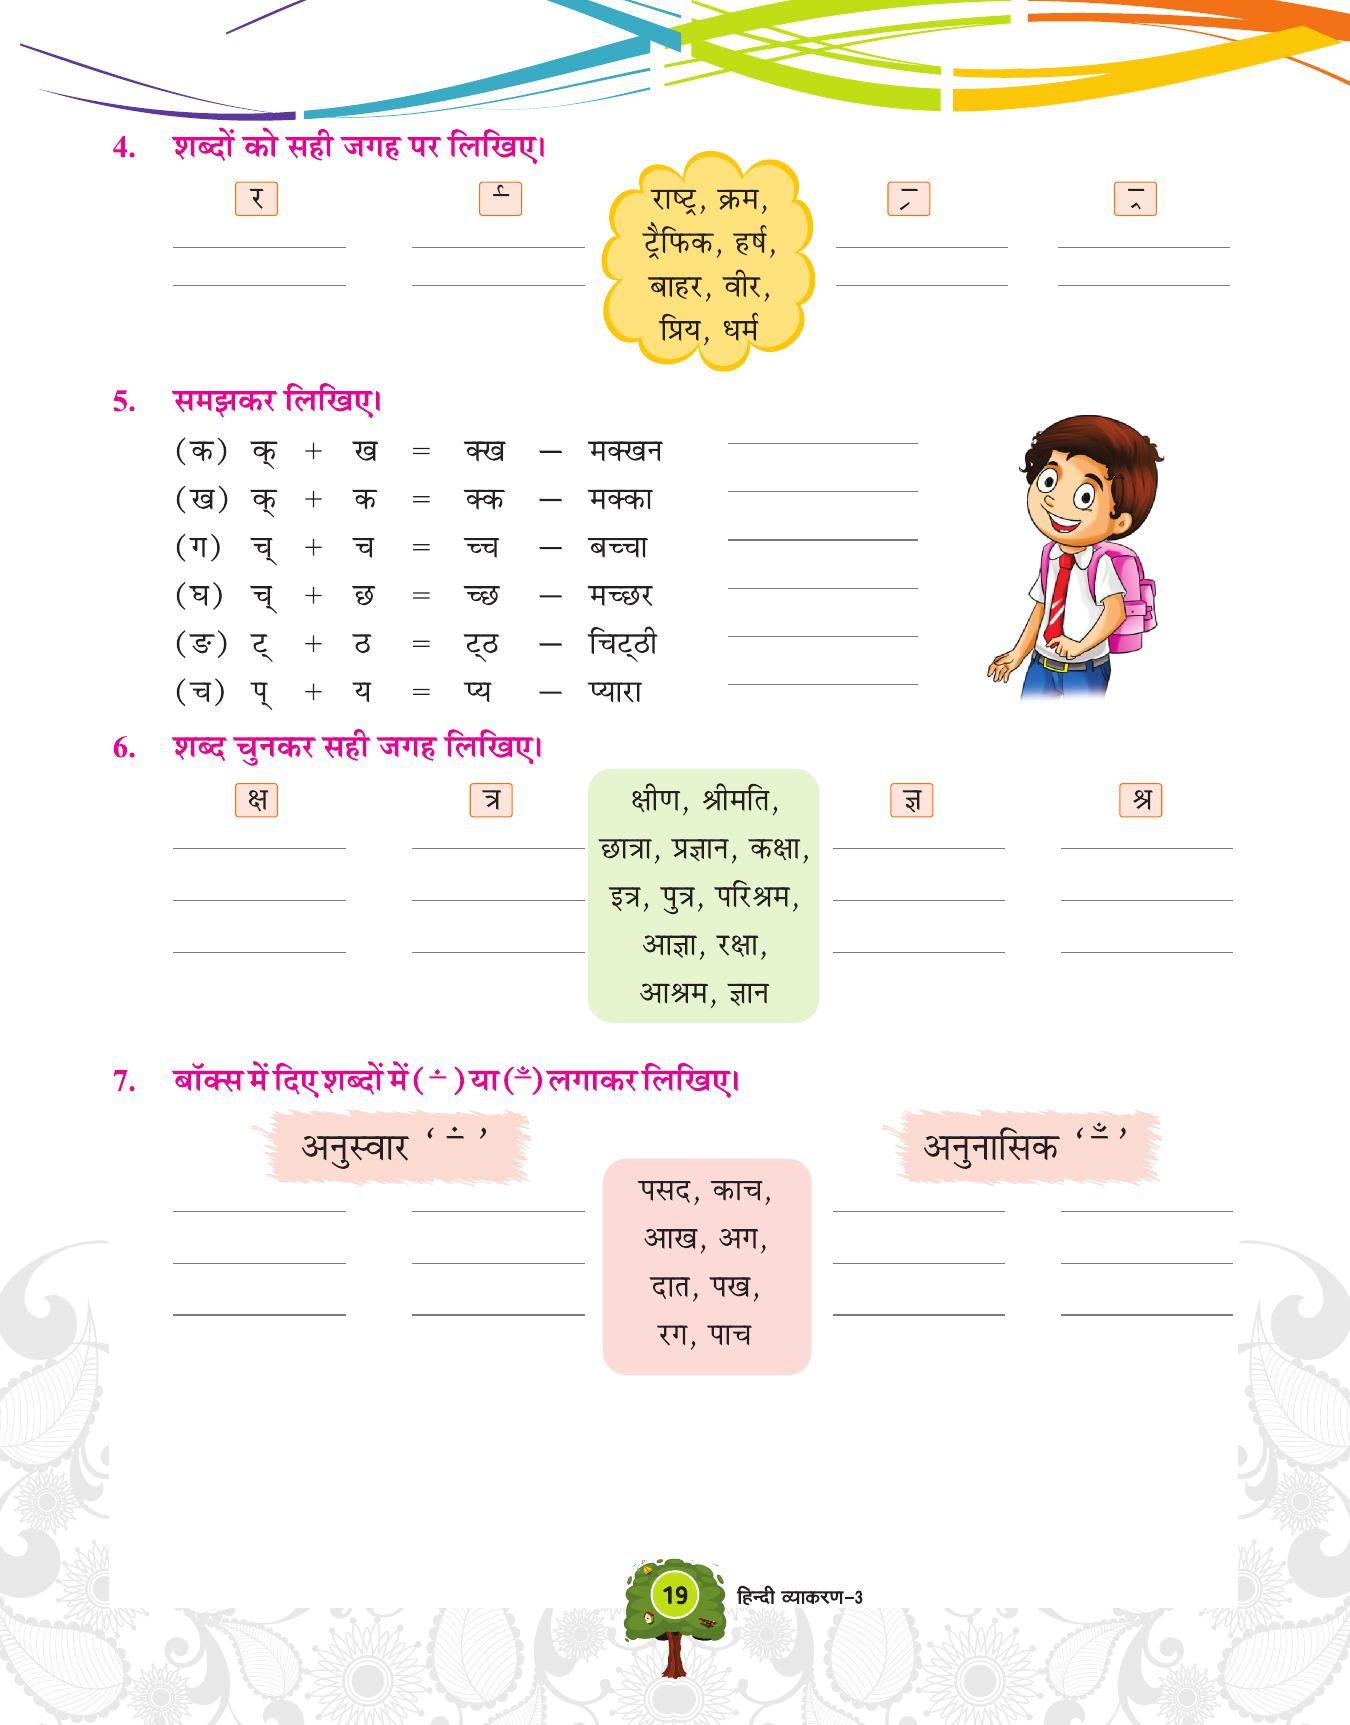 4. शब्दों को सही जगह पर लिखिए।
र
राष्ट्र, क्रम,
ट्रैफिक, हर्ष,
बाहर, वीर,
प्रिय, धर्म
5. समझकर लिखिए।
(क) क् + ख = क्ख – मक्खन
(ख) क् + क = क्क – मक्का
(ग) च् + च = च्च – बच्चा
(घ) च् + छ = च्छ – मच्छर
(ङ) ट् + ठ = ट्ठ – चिट्ठी
(च) प् + य = प्य – प्यारा
6. शब्द चुनकर सही जगह लिखिए।
क्ष त्र ज्ञ श्र
क्षीण, श्रीमति,
छात्रा, प्रज्ञान, कक्षा,
इत्र, पुत्र, परिश्रम,
आज्ञा, रक्षा,
आश्रम, ज्ञान
7. बॉक्स में दिए शब्दों में ( ं ) या ( ँ ) लगाकर लिखिए।
अनुस्वार ‘ ं ’ अनुनासिक ‘ ँ ’
पसद, काच,
आख, अग,
दात, पख,
रग, पाच
19 हिन्दी व्याकरण-3